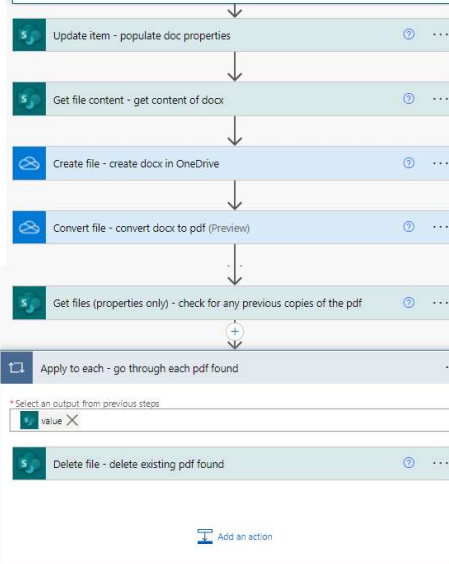 Update item - populate doc properties
Get file content - get content of docx
Create file - create docx in OneDrive
Convert file - convert docx to pdf (Preview)
Get files (properties only) - check for any previous copies of the pdf
Apply to each - go through each pdf found
*Select an output from previous steps
value
Delete file - delete existing pdf found
Add an action